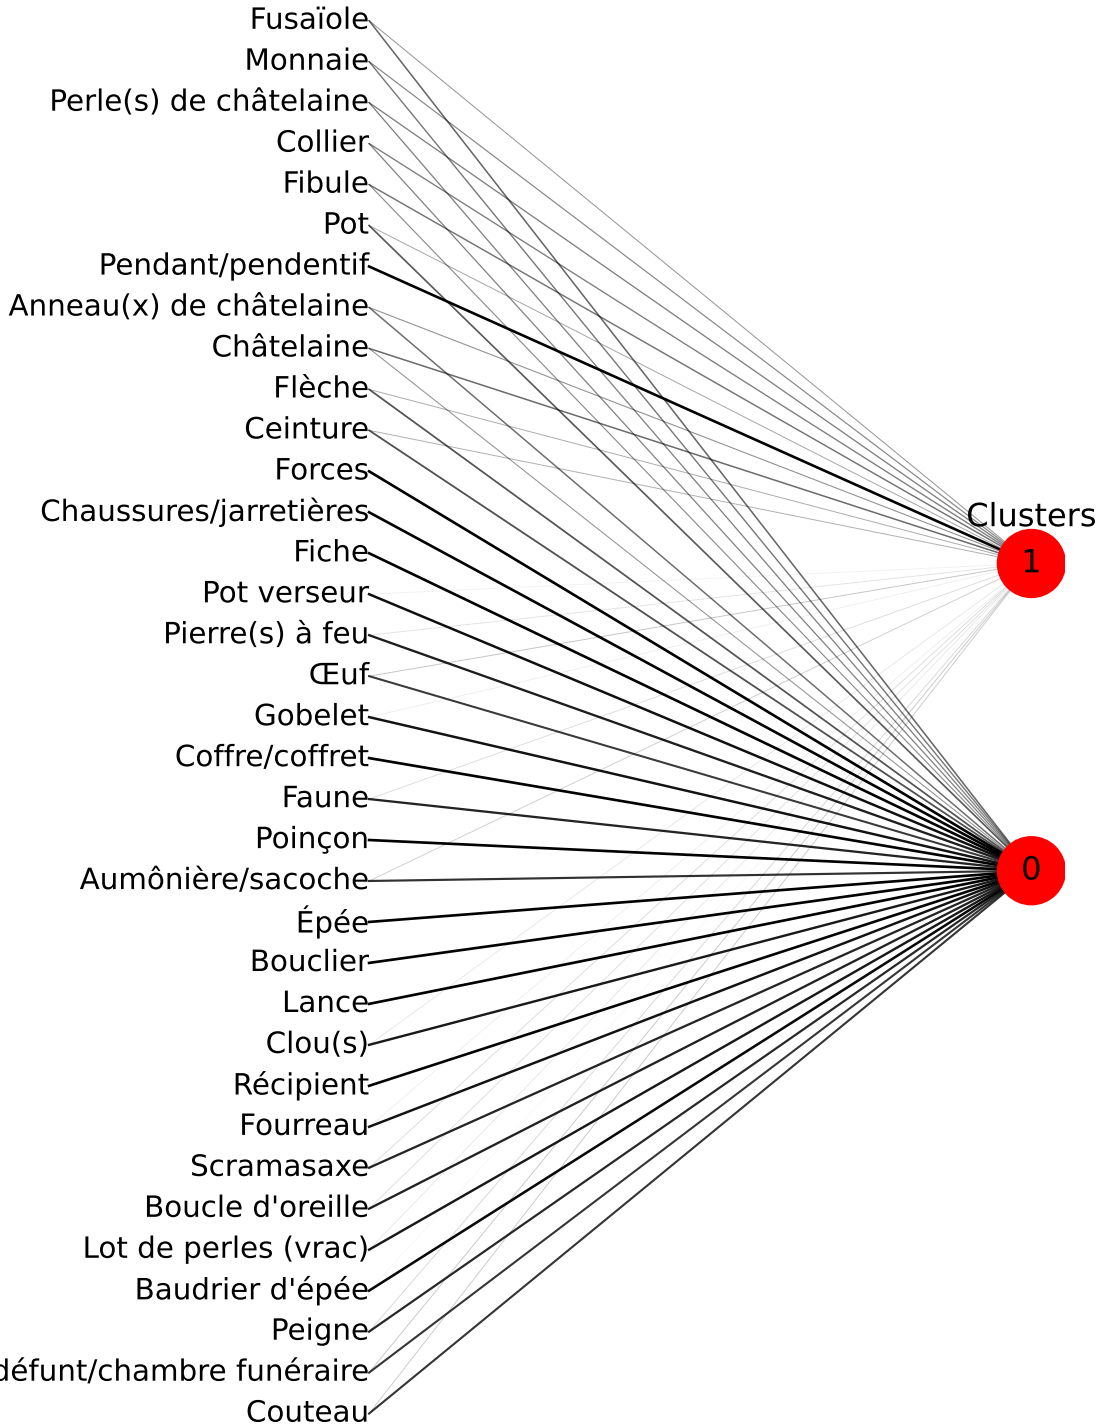 Fusaïole
Monnaie
Perle(s) de châtelaine
Collier
Fibule
Pot
Pendant/pendentif
Anneau(x) de châtelaine
Châtelaine
Flèche
Ceinture
Forces
Chaussures/jarretières
Fiche
Pot verseur
Pierre(s) à feu
Œuf
Gobelet
Coffre/coffret
Faune
Poinçon
Aumônière/sacoche
Épée
Bouclier
Lance
Clou(s)
Récipient
Fourreau
Scramasaxe
Boucle d'oreille
Lot de perles (vrac)
Baudrier d'épée
Peigne
défunt/chambre funéraire
Couteau
Clusters
1
0